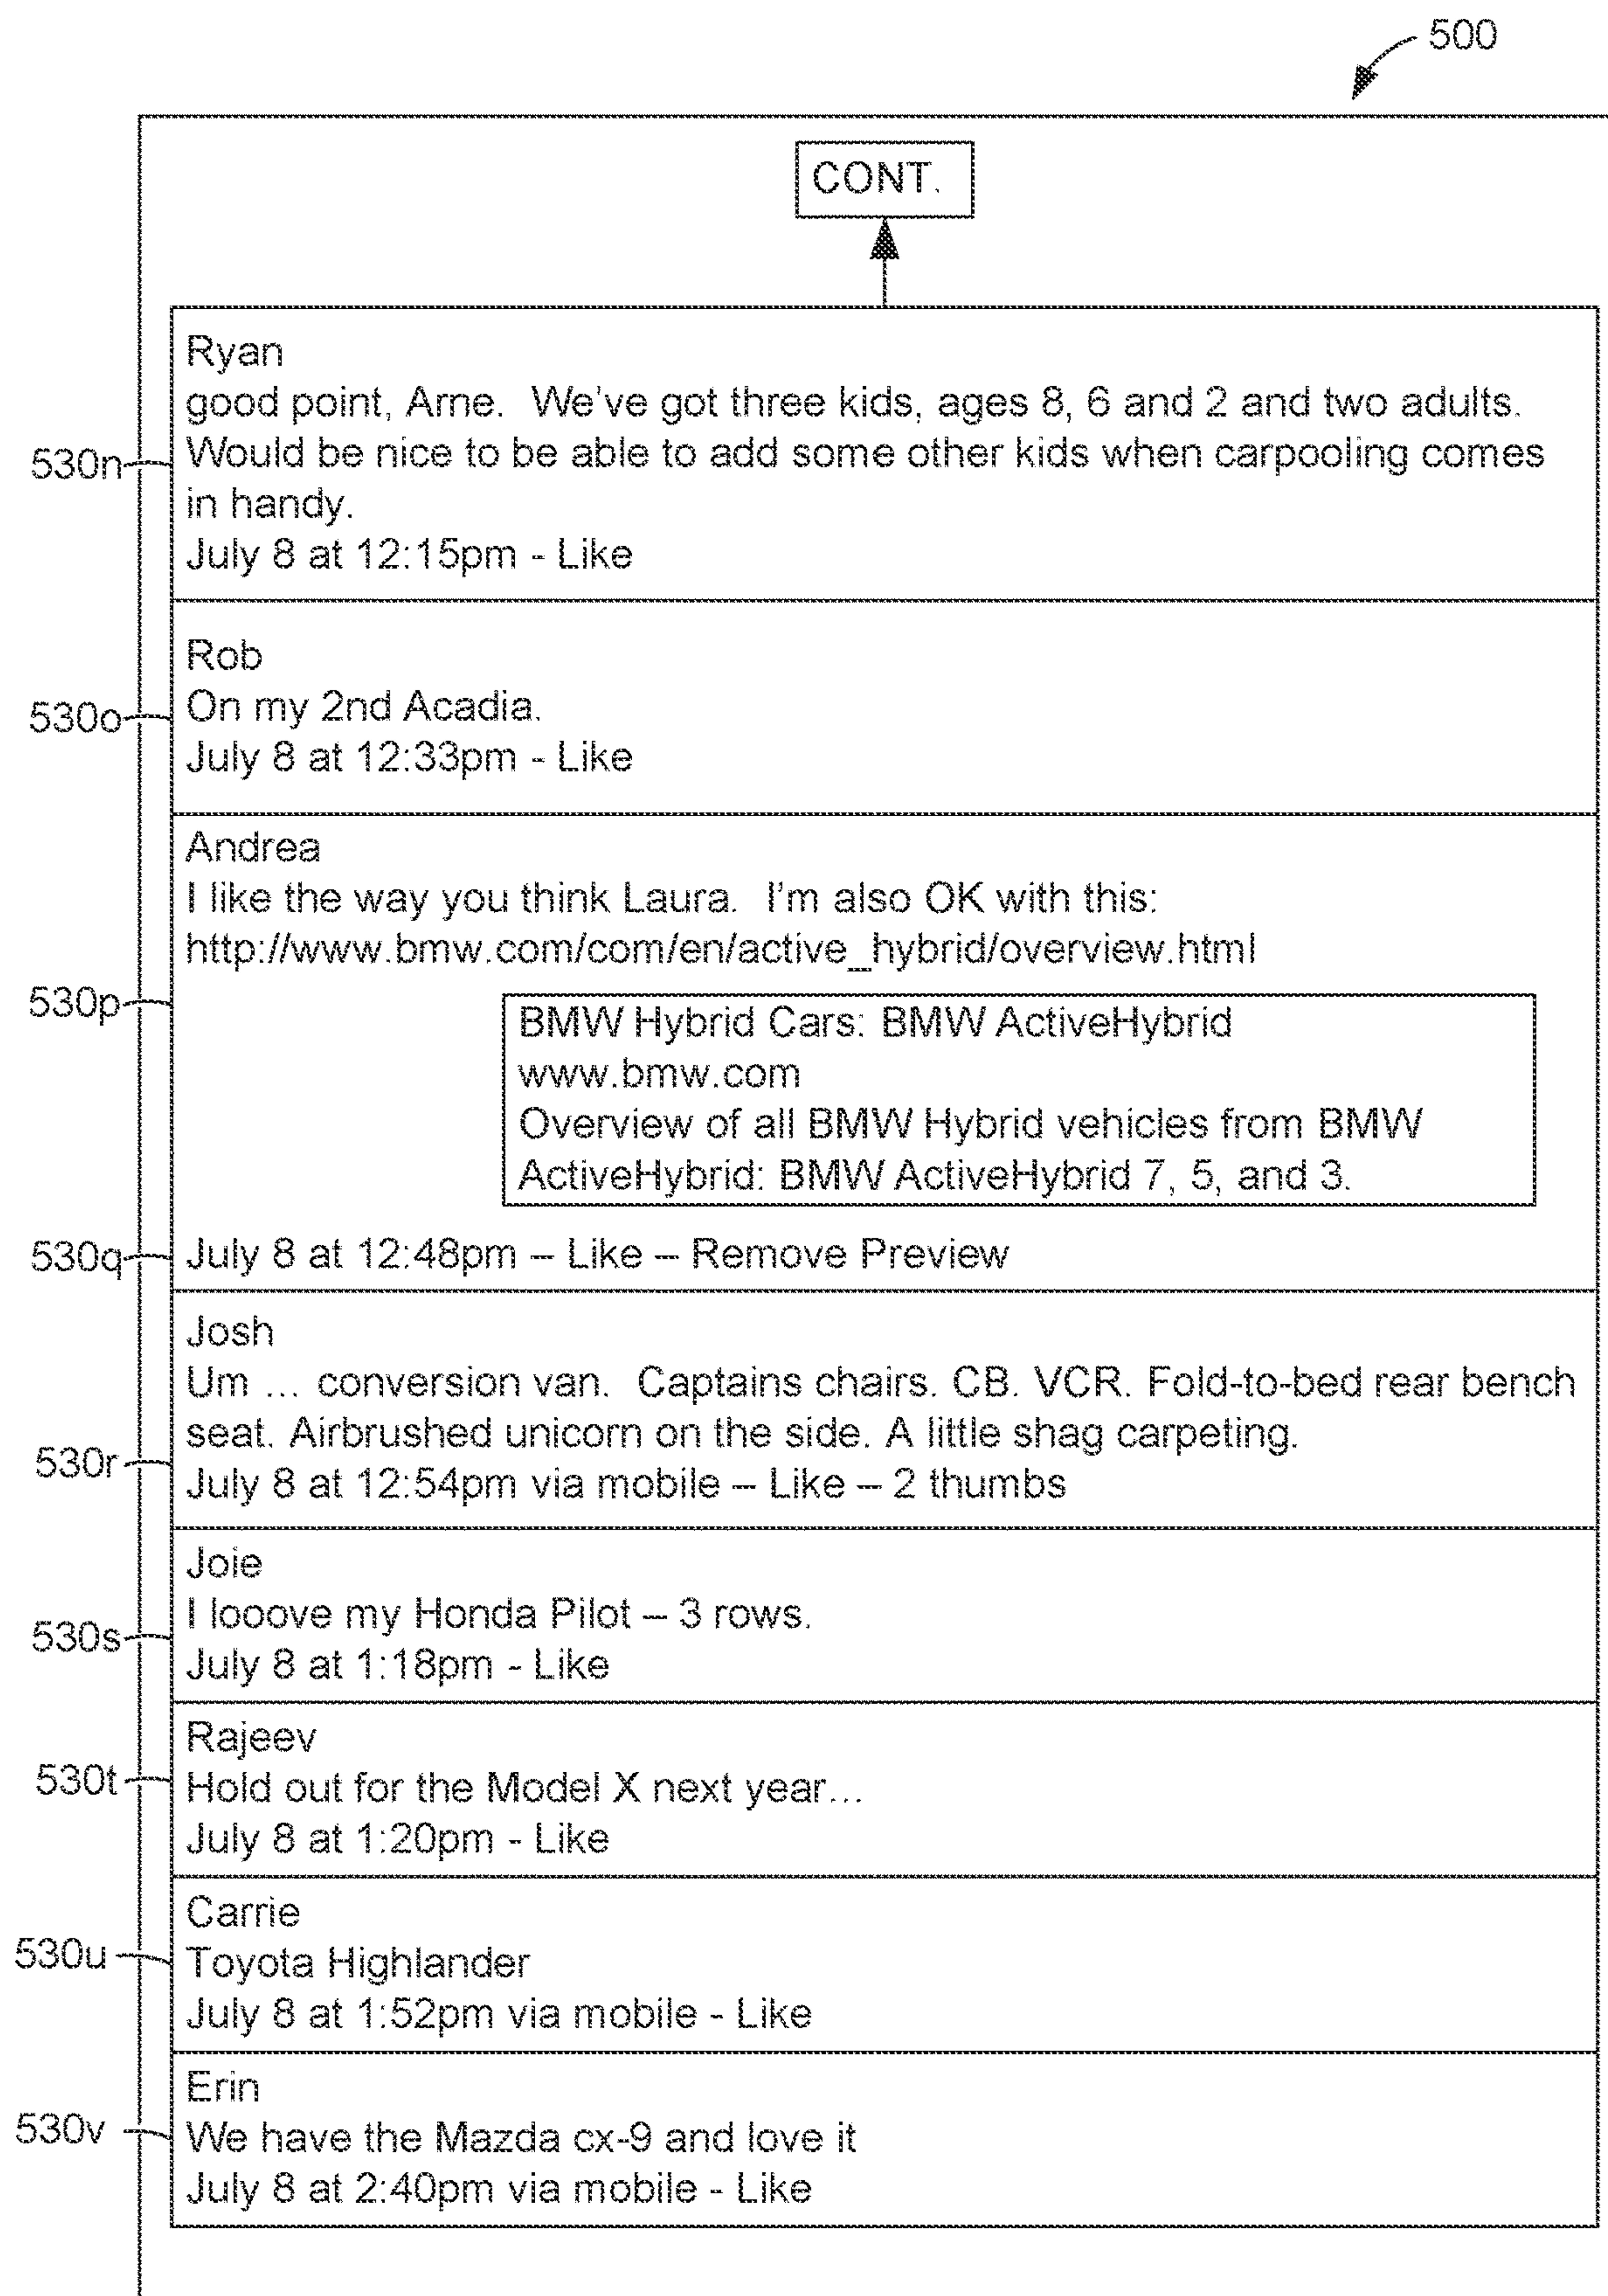 500
CONT.
Ryan
good point, Arne. We've got three kids, ages 8, 6 and 2 and two adults.
Would be nice to be able to add some other kids when carpooling comes
530n
in handy.
July 8 at 12:15pm - Like
Rob
530o
On my 2nd Acadia.
July 8 at 12:33pm - Like
Andrea
I like the way you think Laura. I'm also OK with this:
http://www.bmw.com/com/en/active_hybrid/overview.html
530p
BMW Hybrid Cars: BMW ActiveHybrid
www.bmw.com
Overview of all BMW Hybrid vehicles from BMW
ActiveHybrid: BMW ActiveHybrid 7, 5, and 3.
530q
July 8 at 12:48pm – Like – Remove Preview
Josh
Um ... conversion van. Captains chairs. CB. VCR. Fold-to-bed rear bench
seat. Airbrushed unicorn on the side. A little shag carpeting.
530r
July 8 at 12:54pm via mobile – Like – 2 thumbs
Joie
I looove my Honda Pilot – 3 rows.
530s
July 8 at 1:18pm - Like
Rajeev
530t
Hold out for the Model X next year...
July 8 at 1:20pm - Like
Carrie
530u
Toyota Highlander
July 8 at 1:52pm via mobile - Like
Erin
530v
We have the Mazda cx-9 and love it
July 8 at 2:40pm via mobile - Like